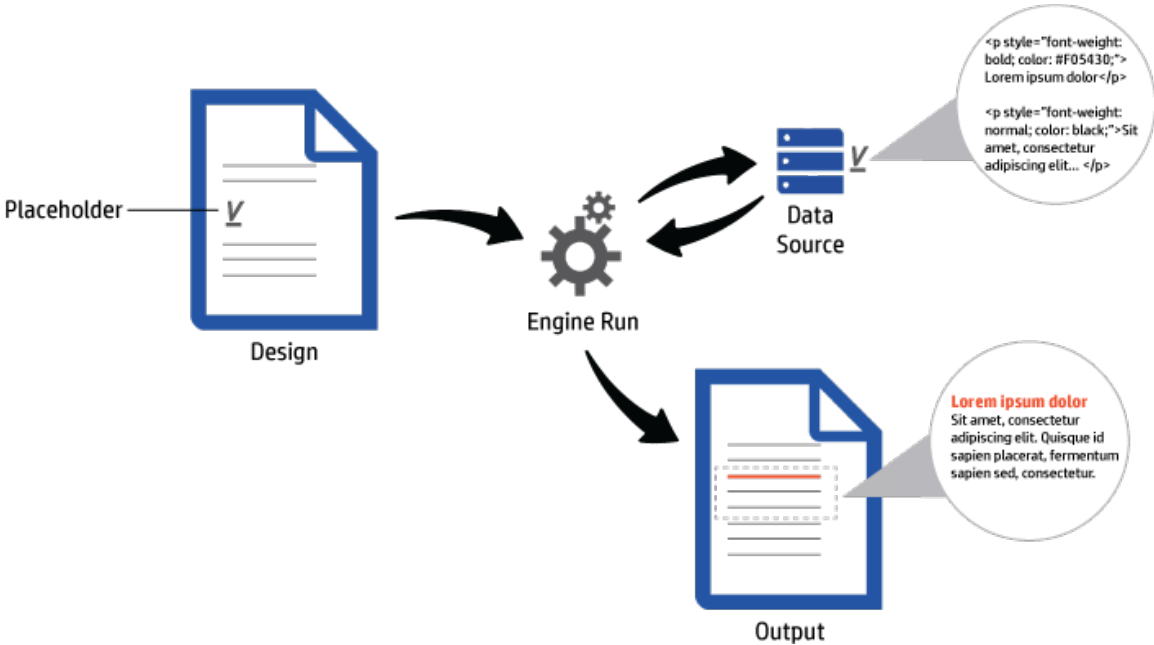 <p style="font-weight:
bold; color: #F05430;">
Lorem ipsum dolor</p>
<p style="font-weight:
normal; color: black;">Sit
amet, consectetur
adipiscing elit... </p>
V
Data
Source
Placeholder
V
Engine Run
Design
Lorem ipsum dolor
Sit amet, consectetur
adipiscing elit. Quisque id
sapien placerat, fermentum
sapien sed, consectetur.
Output